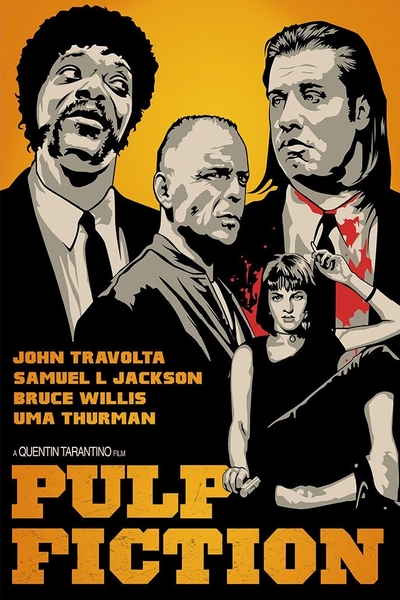 JOHN TRAVOLTA
SAMUEL L JACKSON
BRUCE WILLIS
UMA THURMAN
A QUENTIN TARANTINO FILM
PULP
FICTION